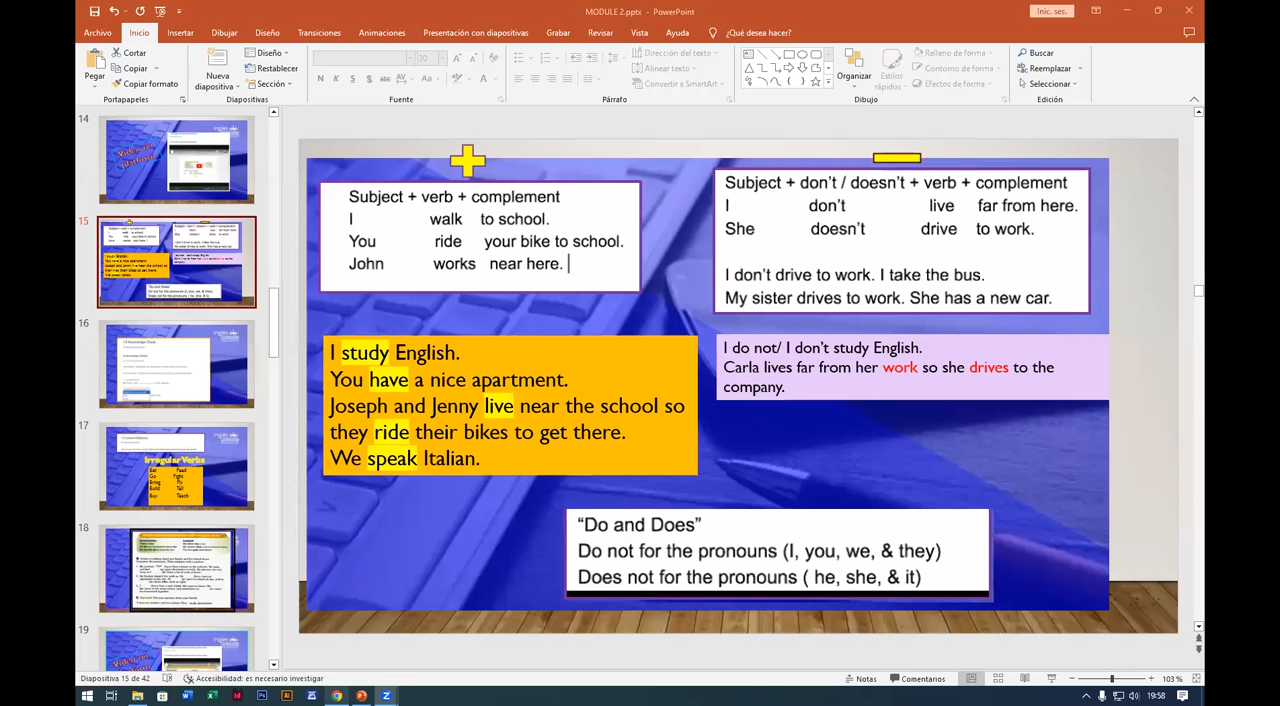 MODULE 2.pptx - PowerPoint
Inic. ses.
Archivo Inicio Insertar Dibujar Diseño Transiciones Animaciones Presentación con diapositivas Grabar Revisar Vista Ayuda ¿Qué desea hacer?
Pegar
Cortar
Copiar
Copiar formato
Portapapeles
Nueva diapositiva
Diseño
Restablecer
Sección
Diapositivas
20
N K S S abc AV Aa A
Fuente
Dirección del texto
Alinear texto
Convertir a SmartArt
Párrafo
Organizar
Estilos rápidos
Relleno de forma
Contorno de forma
Efectos de forma
Dibujo
Buscar
Reemplazar
Seleccionar
Edición
14
15
16
17
Irregular Verbs
18
19
Subject + verb + complement
I walk to school.
You ride your bike to school.
John works near here.
Subject + don't / doesn't + verb + complement
I don't live far from here.
She doesn't drive to work.
I don't drive to work. I take the bus.
My sister drives to work. She has a new car.
I study English.
You have a nice apartment.
Joseph and Jenny live near the school so
they ride their bikes to get there.
We speak Italian.
I do not/ I don't study English.
Carla lives far from her work so she drives to the
company.
"Do and Does"
Do not for the pronouns (I, you, we, & they)
Does not for the pronouns ( he, she, & it)
Diapositiva 15 de 42 Accesibilidad: es necesario investigar Notas Comentarios 103 %
19:58